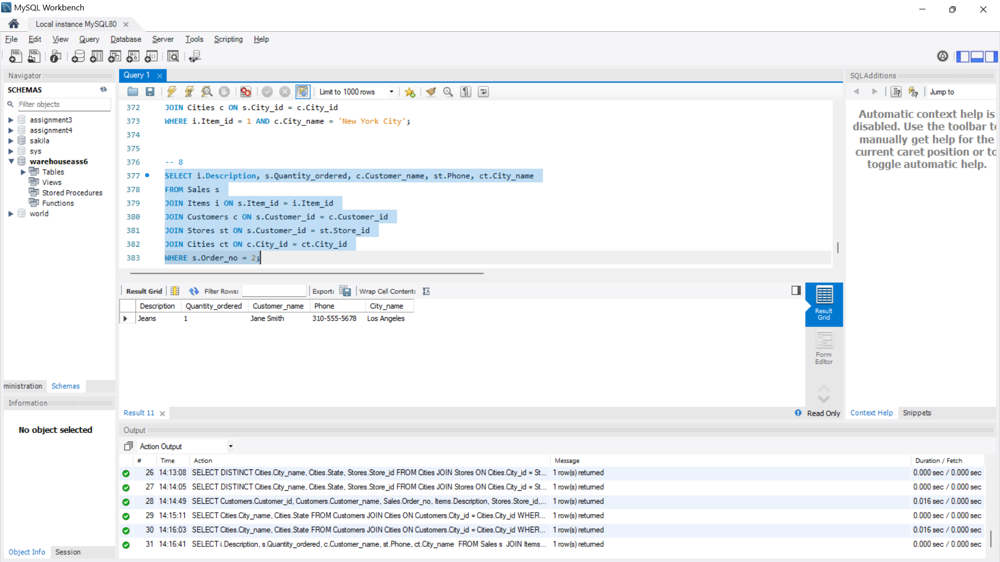 MySQL Workbench
Local instance MySQL80
File Edit View Query Database Server Tools Scripting Help
Navigator
SCHEMAS
Filter objects
assignment3
assignment4
sakila
sys
warehouseass6
Tables
Views
Stored Procedures
Functions
world
ministration Schemas
Information
No object selected
Object Info Session
Query 1
Limit to 1000 rows
372 JOIN Cities c ON s.City_id = c.City_id
373 WHERE i.Item_id = 1 AND c.City_name = 'New York City';
374
375
376 -- 8
377 SELECT i.Description, s.Quantity_ordered, c.Customer_name, st.Phone, ct.City_name
378 FROM Sales s
379 JOIN Items i ON s.Item_id = i.Item_id
380 JOIN Customers c ON s.Customer_id = c.Customer_id
381 JOIN Stores st ON s.Customer_id = st.Store_id
382 JOIN Cities ct ON c.City_id = ct.City_id
383 WHERE s.Order_no = 2;
Result Grid Filter Rows: Export: Wrap Cell Content:
Description Quantity_ordered Customer_name Phone City_name
Jeans 1 Jane Smith 310-555-5678 Los Angeles
Result
Grid
Form
Editor
Result 11
Read Only
SQLAdditions
Jump to
Automatic context help is
disabled. Use the toolbar to
manually get help for the
current caret position or to
toggle automatic help.
Context Help Snippets
Output
Action Output
# Time Action Message Duration / Fetch
26 14:13:08 SELECT DISTINCT Cities.City_name, Cities.State, Stores.Store_id FROM Cities JOIN Stores ON Cities.City_id = St... 1 row(s) returned 0.000 sec / 0.000 sec
27 14:14:05 SELECT DISTINCT Cities.City_name, Cities.State, Stores.Store_id FROM Cities JOIN Stores ON Cities.City_id = St... 1 row(s) returned 0.000 sec / 0.000 sec
28 14:14:49 SELECT Customers.Customer_id, Customers.Customer_name, Sales.Order_no, Items.Description, Stores.Store_id,... 1 row(s) returned 0.016 sec / 0.000 sec
29 14:15:11 SELECT Cities.City_name, Cities.State FROM Customers JOIN Cities ON Customers.City_id = Cities.City_id WHER... 1 row(s) returned 0.000 sec / 0.000 sec
30 14:16:03 SELECT Cities.City_name, Cities.State FROM Customers JOIN Cities ON Customers.City_id = Cities.City_id WHER... 1 row(s) returned 0.016 sec / 0.000 sec
31 14:16:41 SELECT i.Description, s.Quantity_ordered, c.Customer_name, st.Phone, ct.City_name FROM Sales s JOIN Items... 1 row(s) returned 0.000 sec / 0.000 sec